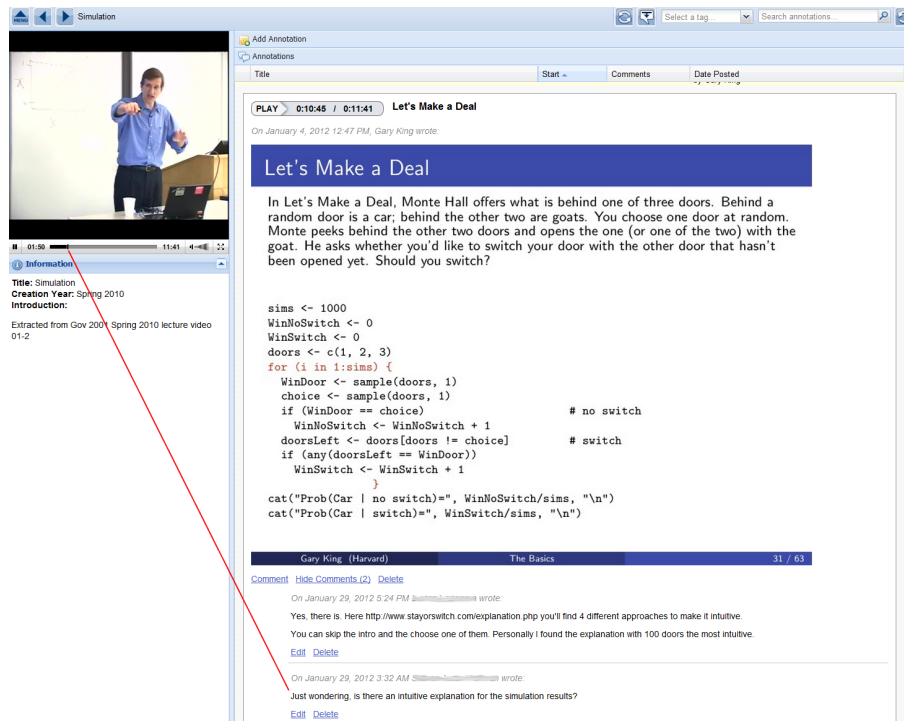 MENU Simulation Select a tag... Search annotations...
Add Annotation
Annotations
Title Start Comments Date Posted
by Gary King
PLAY 0:10:45 / 0:11:41 Let's Make a Deal
On January 4, 2012 12:47 PM, Gary King wrote:
Let's Make a Deal
In Let's Make a Deal, Monte Hall offers what is behind one of three doors. Behind a
random door is a car; behind the other two are goats. You choose one door at random.
Monte peeks behind the other two doors and opens the one (or one of the two) with the
goat. He asks whether you'd like to switch your door with the other door that hasn't
been opened yet. Should you switch?
sims <- 1000
WinNoSwitch <- 0
WinSwitch <- 0
doors <- c(1, 2, 3)
for (i in 1:sims) {
WinDoor <- sample(doors, 1)
choice <- sample(doors, 1)
if (WinDoor == choice) # no switch
WinNoSwitch <- WinNoSwitch + 1
doorsLeft <- doors[doors != choice] # switch
if (any(doorsLeft == WinDoor))
WinSwitch <- WinSwitch + 1
}
cat("Prob(Car | no switch)=", WinNoSwitch/sims, "\n")
cat("Prob(Car | switch)=", WinSwitch/sims, "\n")
Gary King (Harvard) The Basics 31 / 63
Comment Hide Comments (2) Delete
On January 29, 2012 5:24 PM wrote:
Yes, there is. Here http://www.stayorswitch.com/explanation.php you'll find 4 different approaches to make it intuitive.
You can skip the intro and the choose one of them. Personally I found the explanation with 100 doors the most intuitive.
Edit Delete
On January 29, 2012 3:32 AM wrote:
Just wondering, is there an intuitive explanation for the simulation results?
Edit Delete
01:50 11:41
Information
Title: Simulation
Creation Year: Spring 2010
Introduction:
Extracted from Gov 2001 Spring 2010 lecture video
01-2